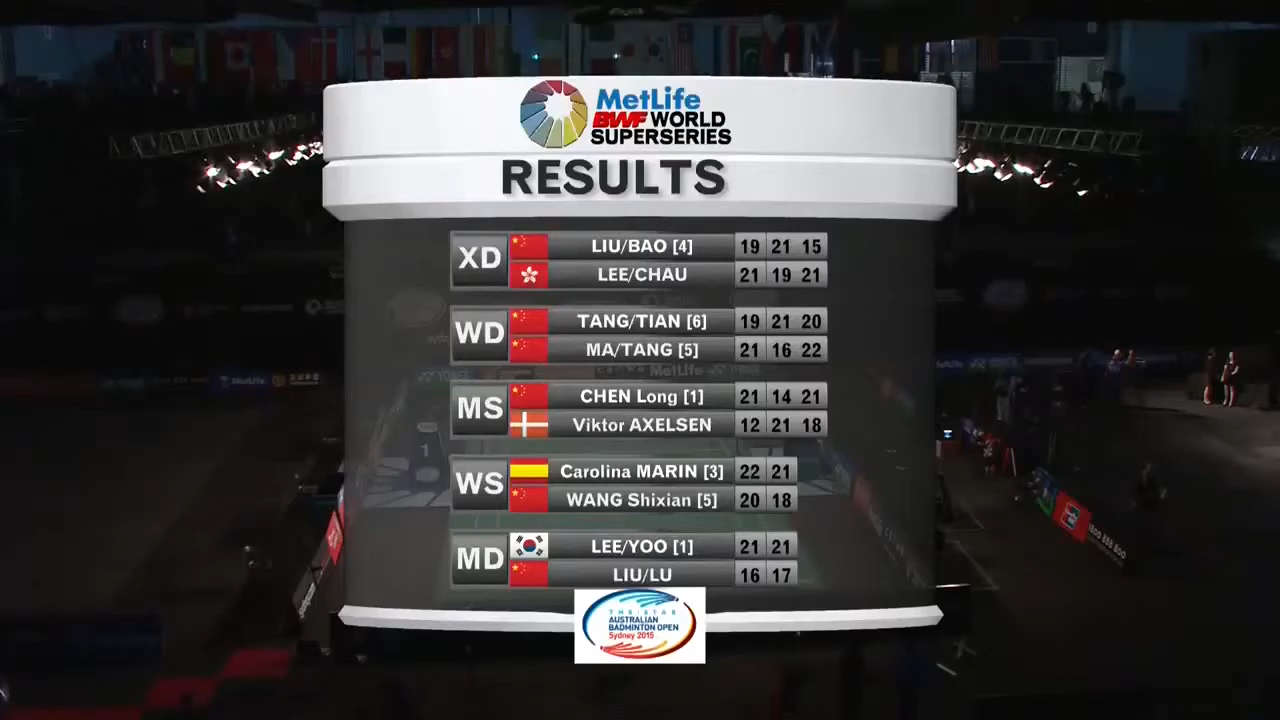 MetLife
BWF WORLD
SUPERSERIES
RESULTS
XD LIU/BAO [4] 19 21 15
LEE/CHAU 21 19 21
WD TANG/TIAN [6] 19 21 20
MA/TANG [5] 21 16 22
MetLife
MS CHEN Long [1] 21 14 21
Viktor AXELSEN 12 21 18
WS Carolina MARIN [3] 22 21
WANG Shixian [5] 20 18
MD LEE/YOO [1] 21 21
LIU/LU 16 17
THE STAR
AUSTRALIAN
BADMINTON OPEN
Sydney 2015
MetLife
1